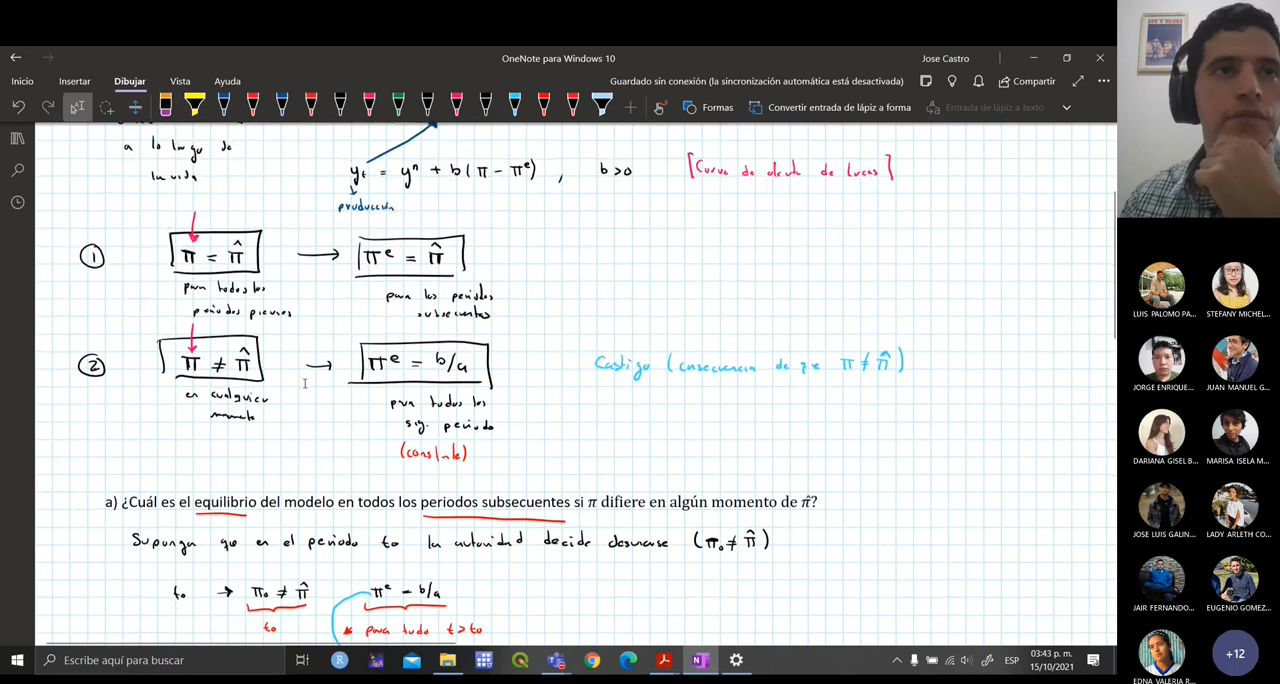 OneNote para Windows 10
Jose Castro
Inicio Insertar Dibujar Vista Ayuda
Guardado sin conexión (la sincronización automática está desactivada)
Compartir
Formas
Convertir entrada de lápiz a forma
Entrada de lápiz a texto
a lo largo de
la vida
yₜ = yⁿ + b(π − πᵉ) , b>0
[Curva de oferta de Lucas]
producción
① π = π̂ → πᵉ = π̂
para todos los
periodos previos
para los periodos
subsecuentes
② π ≠ π̂ → πᵉ = b/a
Castigo (consecuencia de que π ≠ π̂)
en cualquier
momento
para todos los
sig. periodo
(constante)
a) ¿Cuál es el equilibrio del modelo en todos los periodos subsecuentes si π difiere en algún momento de π̂?
Suponga que en el periodo t₀ la autoridad decide desviarse (π₀ ≠ π̂)
t₀ → π₀ ≠ π̂ πᵉ = b/a
t₀
* para todo t > t₀
LUIS PALOMO PA...
STEFANY MICHEL...
JORGE ENRIQUE...
JUAN MANUEL G...
DARIANA GISEL B...
MARISA ISELA M...
JOSE LUIS GALIN...
LADY ARLETH CO...
JAIR FERNANDO...
EUGENIO GOMEZ...
EDNA VALERIA R...
+12
Escribe aquí para buscar
ESP
03:43 p. m.
15/10/2021